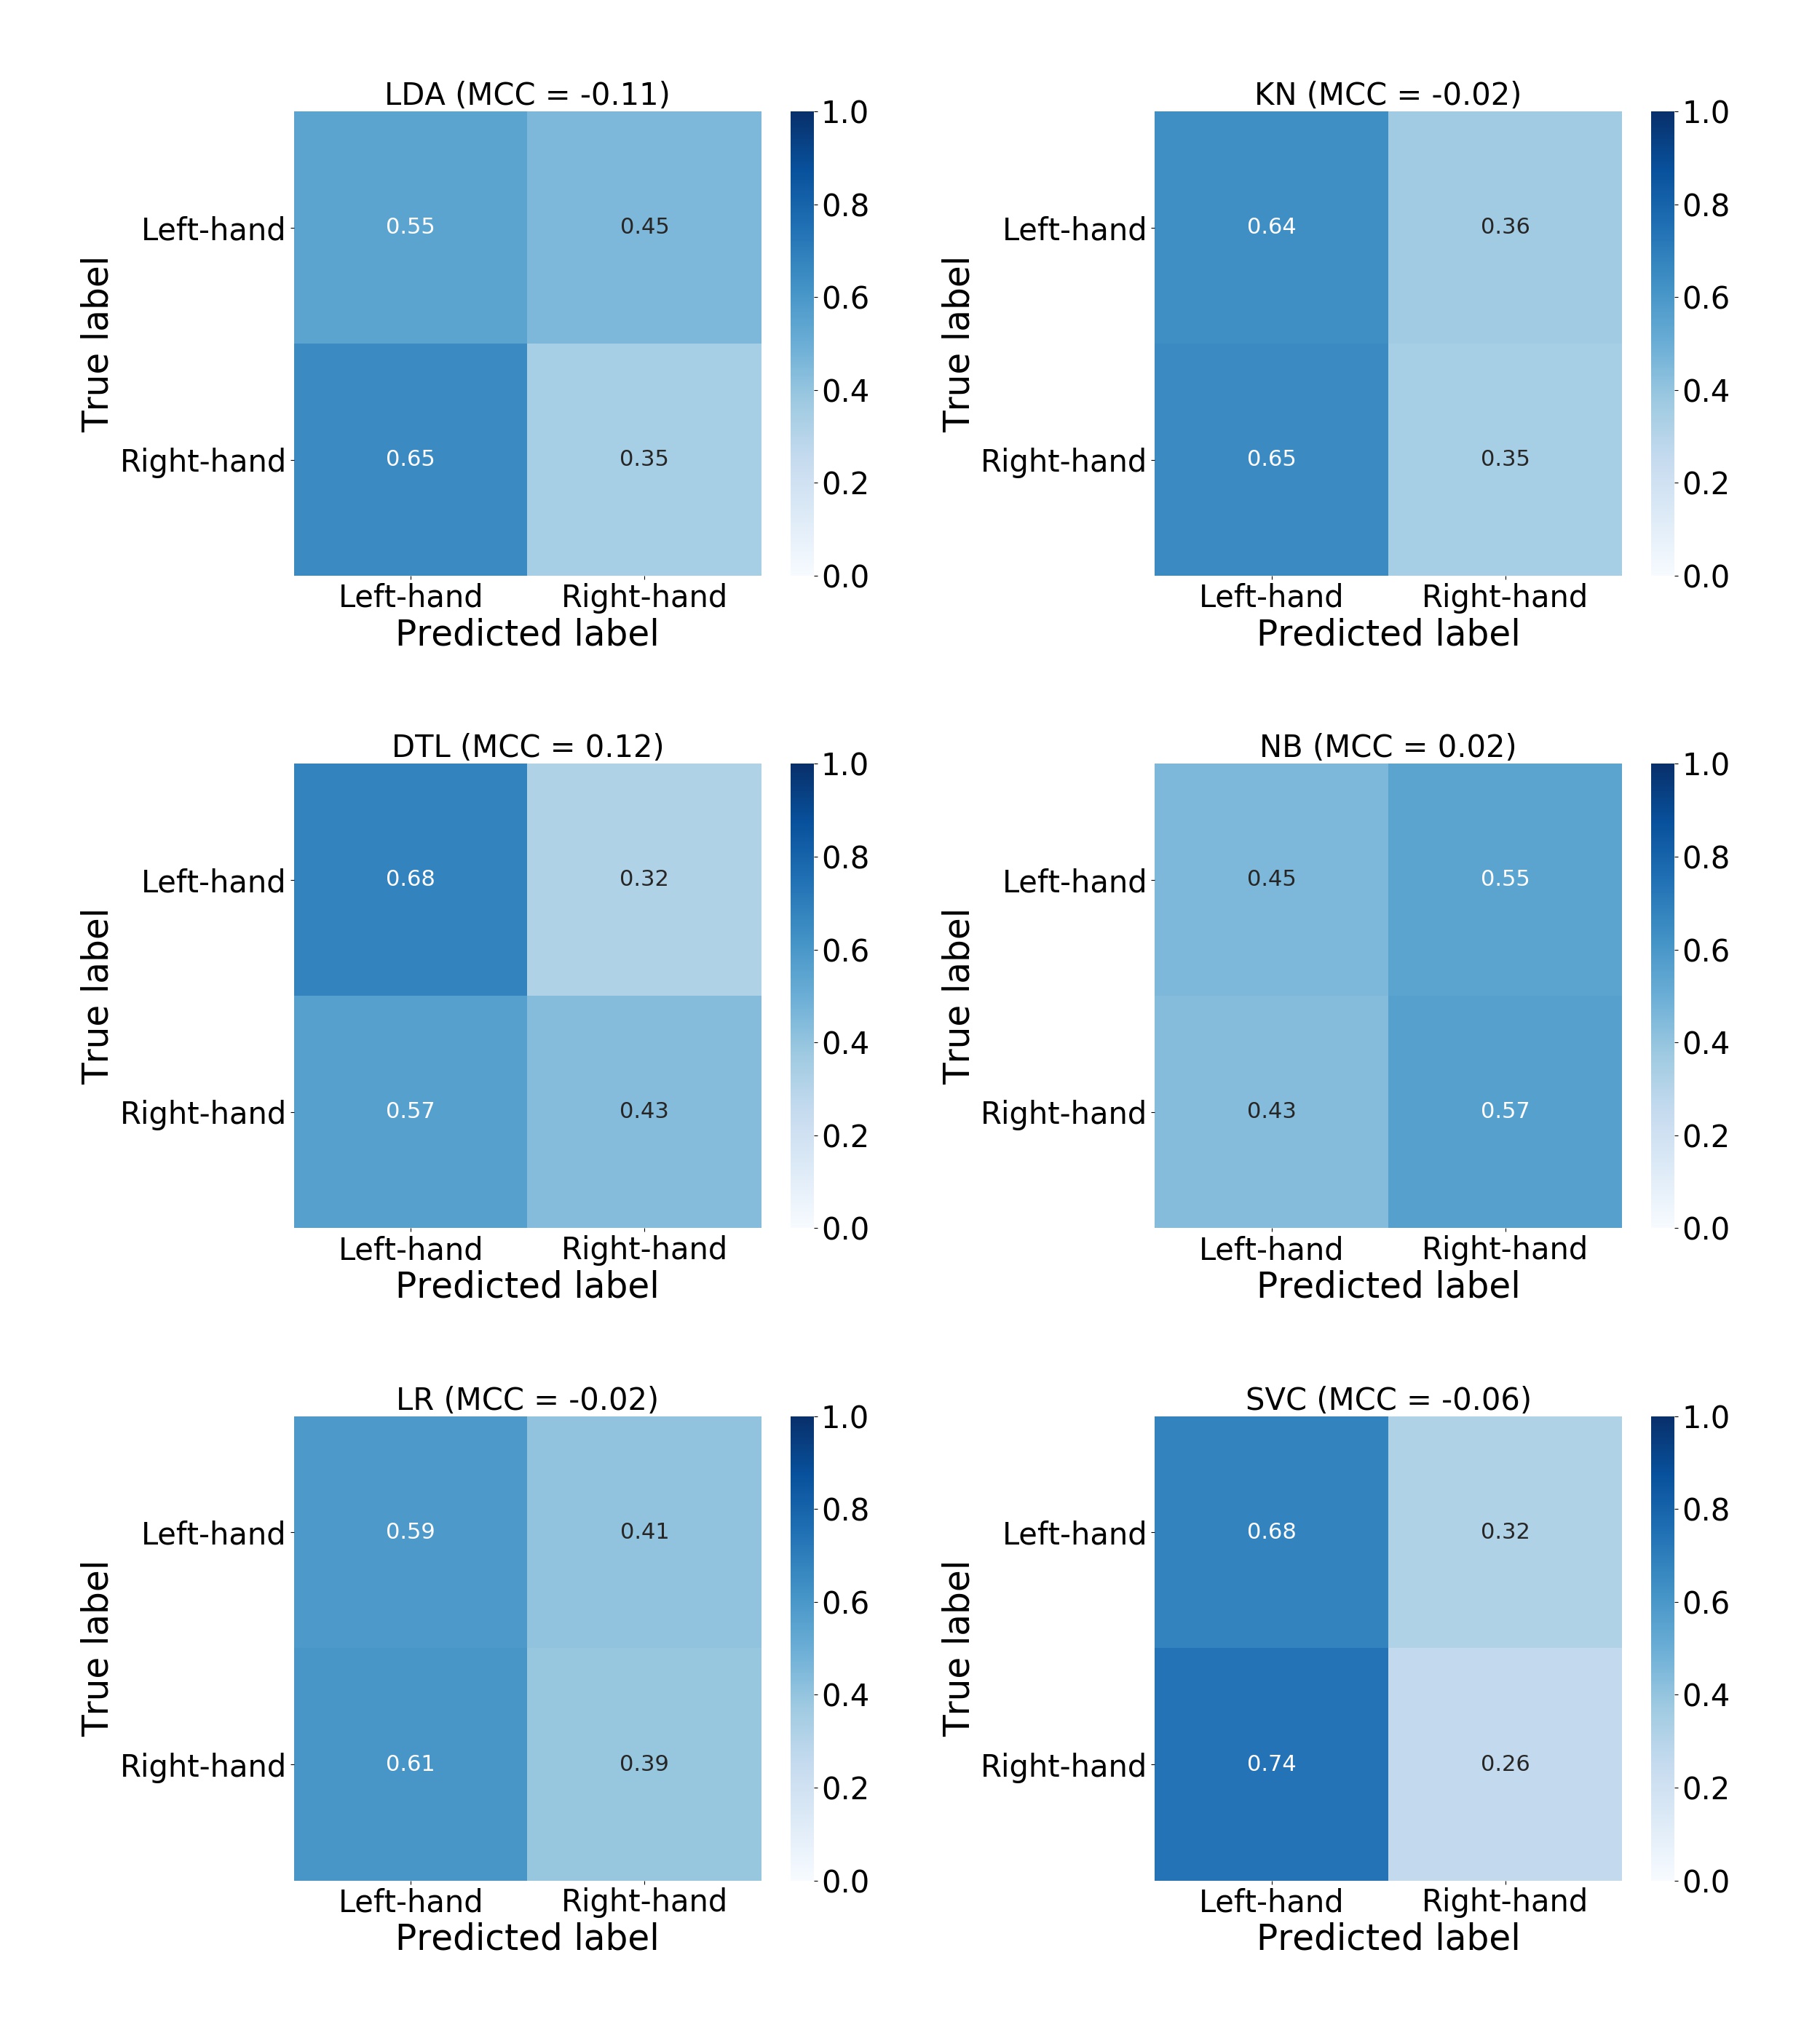 LDA (MCC = -0.11)
1.0
0.8
0.6
0.4
0.2
0.0
True label
Left-hand
Right-hand
0.55
0.45
0.65
0.35
Left-hand
Right-hand
Predicted label
KN (MCC = -0.02)
1.0
0.8
0.6
0.4
0.2
0.0
True label
Left-hand
Right-hand
0.64
0.36
0.65
0.35
Left-hand
Right-hand
Predicted label
DTL (MCC = 0.12)
1.0
0.8
0.6
0.4
0.2
0.0
True label
Left-hand
Right-hand
0.68
0.32
0.57
0.43
Left-hand
Right-hand
Predicted label
NB (MCC = 0.02)
1.0
0.8
0.6
0.4
0.2
0.0
True label
Left-hand
Right-hand
0.45
0.55
0.43
0.57
Left-hand
Right-hand
Predicted label
LR (MCC = -0.02)
1.0
0.8
0.6
0.4
0.2
0.0
True label
Left-hand
Right-hand
0.59
0.41
0.61
0.39
Left-hand
Right-hand
Predicted label
SVC (MCC = -0.06)
1.0
0.8
0.6
0.4
0.2
0.0
True label
Left-hand
Right-hand
0.68
0.32
0.74
0.26
Left-hand
Right-hand
Predicted label